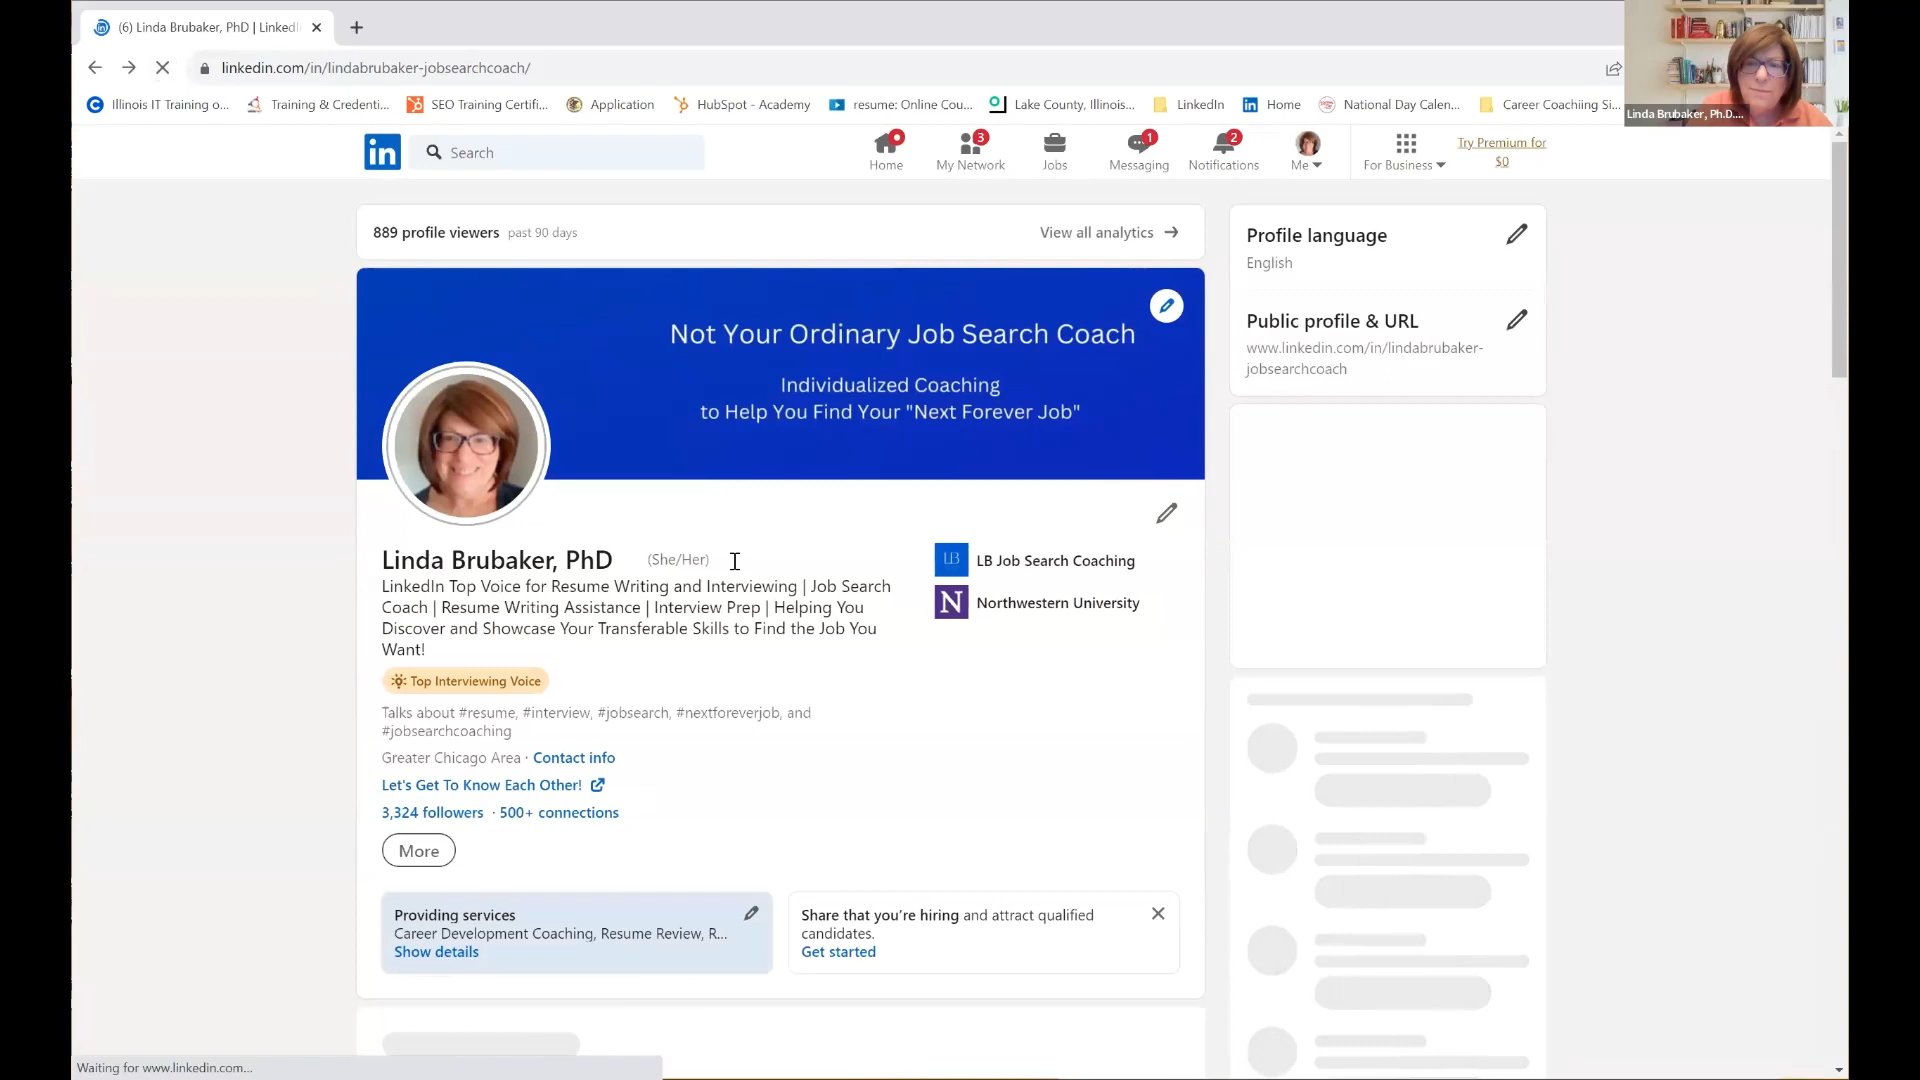 (6) Linda Brubaker, PhD | LinkedI
linkedin.com/in/lindabrubaker-jobsearchcoach/
Illinois IT Training o... Training & Credenti... SEO Training Certifi... Application HubSpot - Academy resume: Online Cou... Lake County, Illinois... LinkedIn Home National Day Calen... Career Coachiing Si...
Linda Brubaker, Ph.D....
in
Search
Home
My Network 3
Jobs
Messaging 1
Notifications 2
Me
For Business
Try Premium for
$0
889 profile viewers past 90 days
View all analytics
Not Your Ordinary Job Search Coach
Individualized Coaching
to Help You Find Your "Next Forever Job"
Linda Brubaker, PhD (She/Her)
LinkedIn Top Voice for Resume Writing and Interviewing | Job Search
Coach | Resume Writing Assistance | Interview Prep | Helping You
Discover and Showcase Your Transferable Skills to Find the Job You
Want!
Top Interviewing Voice
Talks about #resume, #interview, #jobsearch, #nextforeverjob, and
#jobsearchcoaching
Greater Chicago Area · Contact info
Let's Get To Know Each Other!
3,324 followers · 500+ connections
More
LB LB Job Search Coaching
N Northwestern University
Providing services
Career Development Coaching, Resume Review, R...
Show details
Share that you're hiring and attract qualified
candidates.
Get started
Profile language
English
Public profile & URL
www.linkedin.com/in/lindabrubaker-
jobsearchcoach
Waiting for www.linkedin.com...